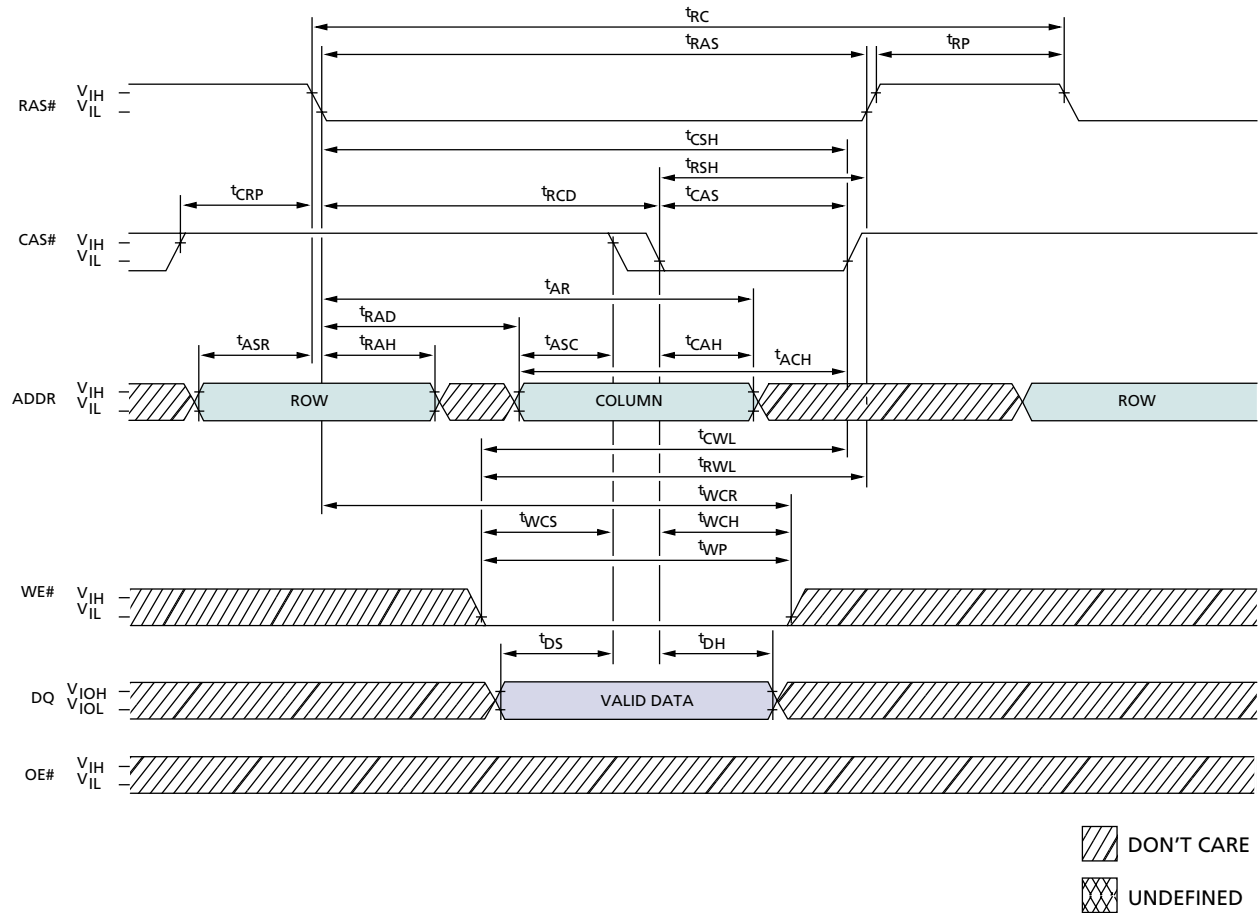 tRC
tRAS
tRP
RAS#
VIH
VIL
tCSH
tRSH
tCRP
tRCD
tCAS
CAS#
VIH
VIL
tAR
tRAD
tASR
tRAH
tASC
tCAH
tACH
ADDR
VIH
VIL
ROW
COLUMN
ROW
tCWL
tRWL
tWCR
tWCS
tWCH
tWP
WE#
VIH
VIL
tDS
tDH
DQ
VIOH
VIOL
VALID DATA
OE#
VIH
VIL
DON'T CARE
UNDEFINED